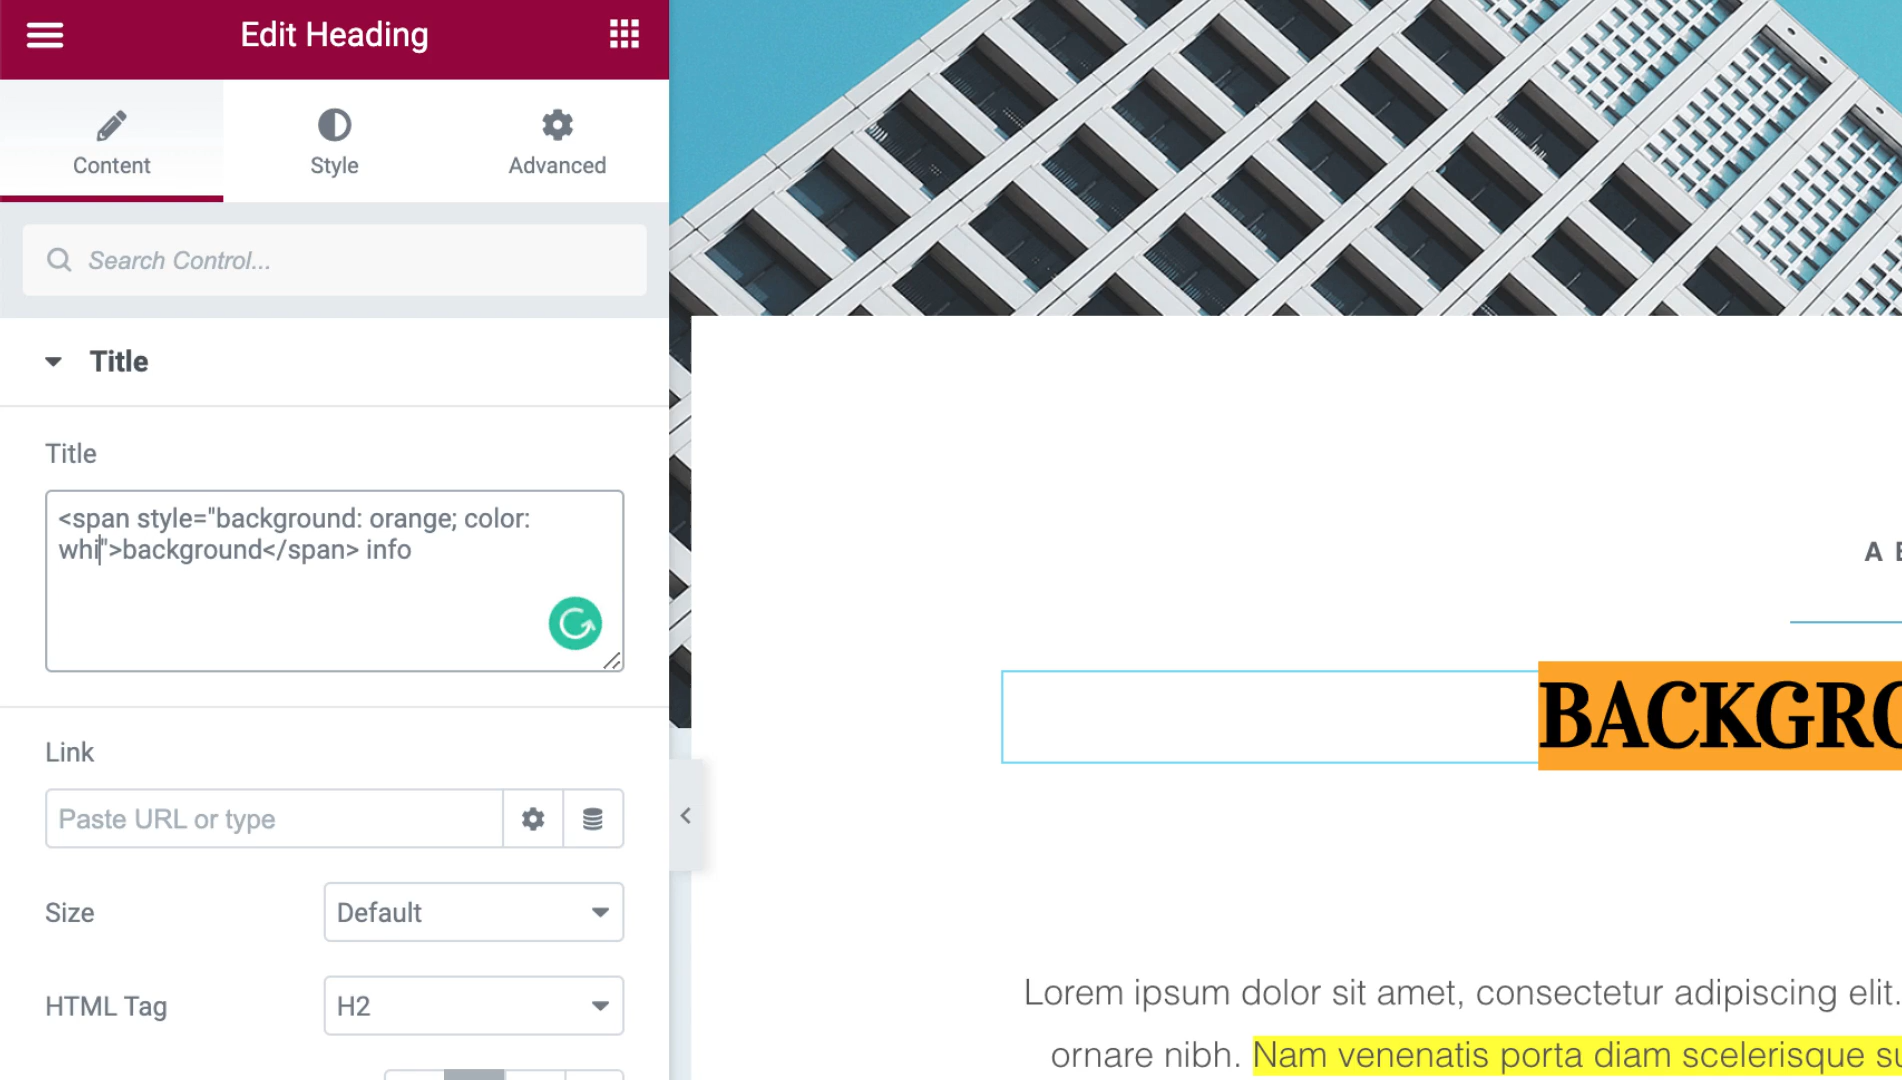 Edit Heading
Content
Style
Advanced
Search Control...
Title
Title
<span style="background: orange; color:
whi">background</span> info
Link
Paste URL or type
Size
Default
HTML Tag
H2
A
BACKGRO
Lorem ipsum dolor sit amet, consectetur adipiscing elit.
ornare nibh. Nam venenatis porta diam scelerisque su